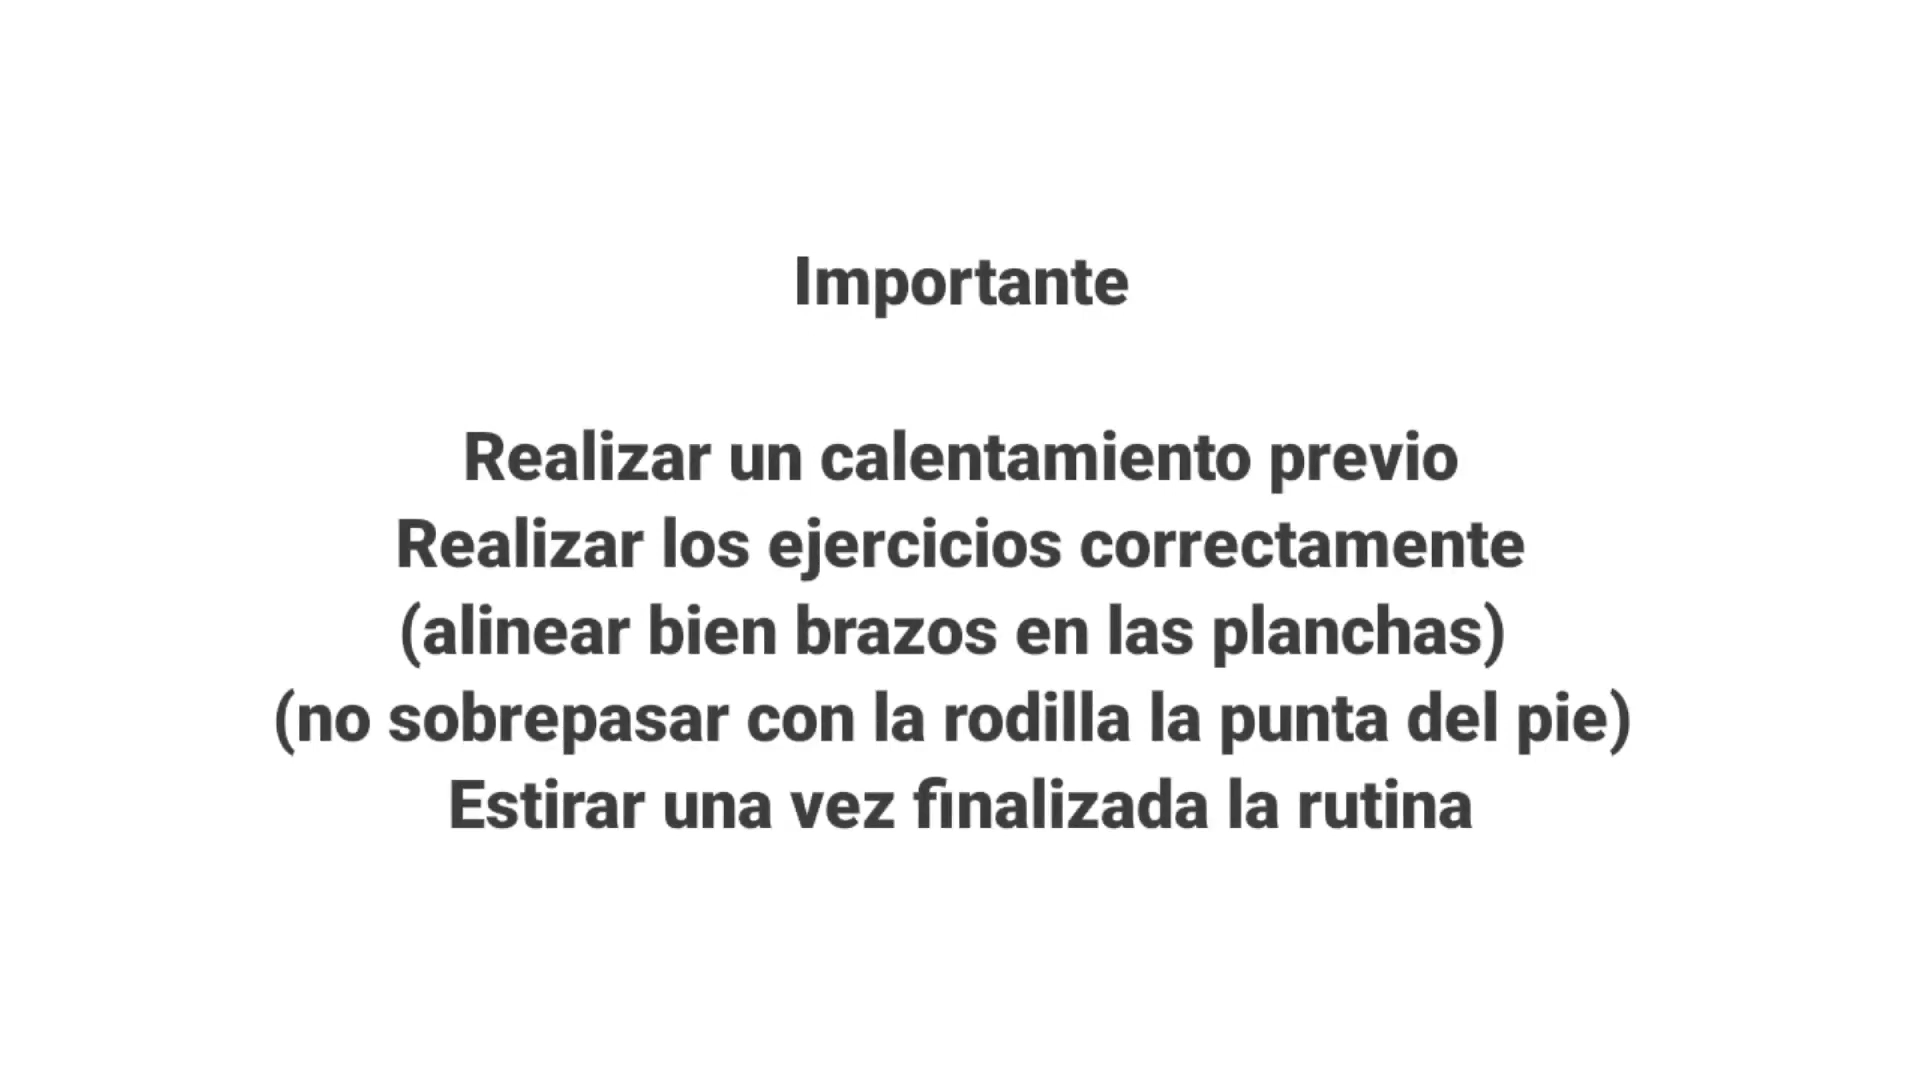 Importante
Realizar un calentamiento previo
Realizar los ejercicios correctamente
(alinear bien brazos en las planchas)
(no sobrepasar con la rodilla la punta del pie)
Estirar una vez finalizada la rutina